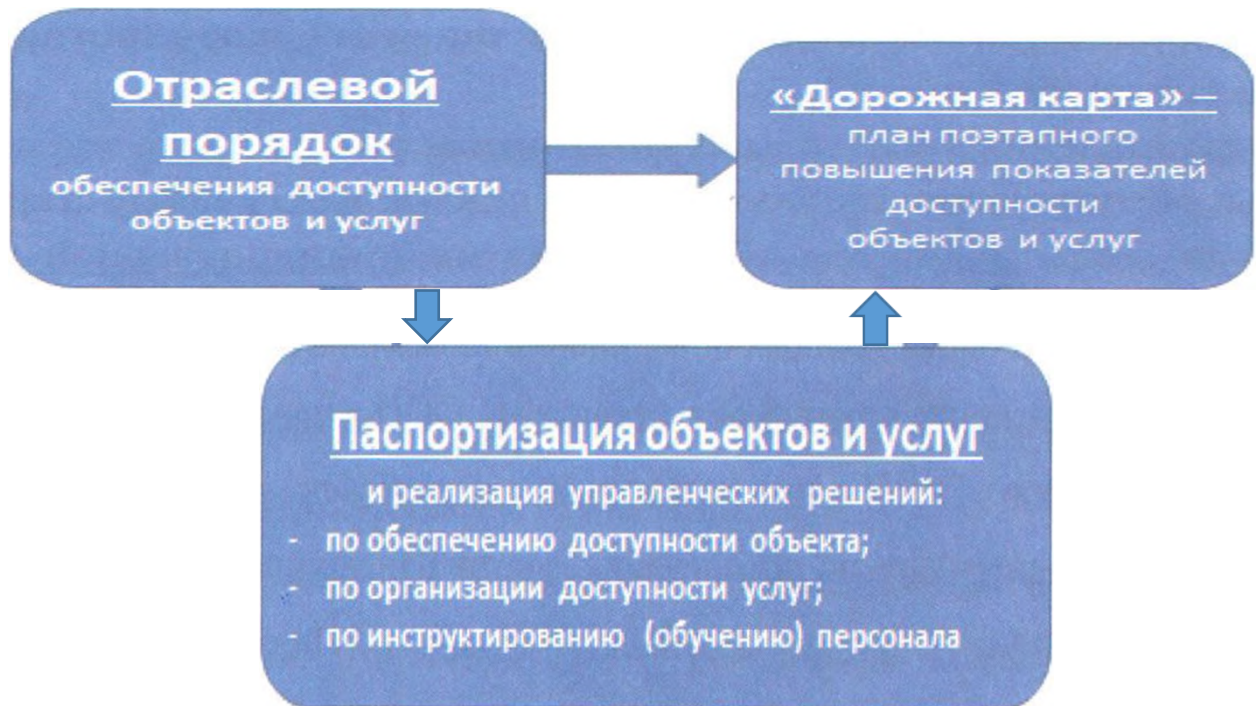 Отраслевой
порядок
обеспечения доступности
объектов и услуг
«Дорожная карта» –
план поэтапного
повышения показателей
доступности
объектов и услуг
Паспортизация объектов и услуг
и реализация управленческих решений:
- по обеспечению доступности объекта;
- по организации доступности услуг;
- по инструктированию (обучению) персонала